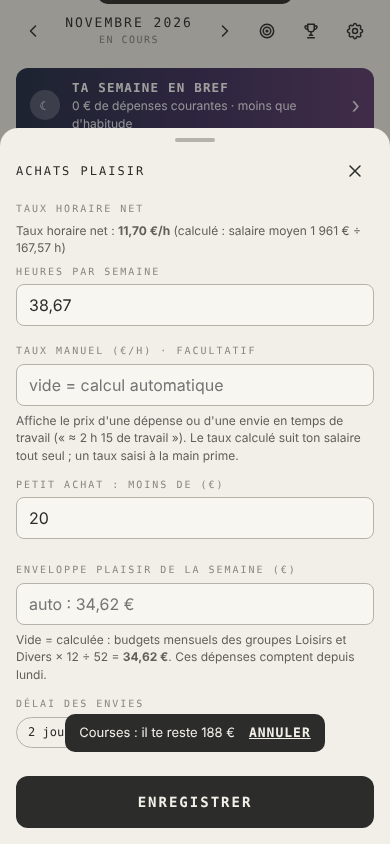 NOVEMBRE 2026
EN COURS
TA SEMAINE EN BREF
0 € de dépenses courantes · moins que
d'habitude
ACHATS PLAISIR
TAUX HORAIRE NET
Taux horaire net : 11,70 €/h (calculé : salaire moyen 1 961 € ÷
167,57 h)
HEURES PAR SEMAINE
38,67
TAUX MANUEL (€/H) · FACULTATIF
vide = calcul automatique
Affiche le prix d'une dépense ou d'une envie en temps de
travail (« ≈ 2 h 15 de travail »). Le taux calculé suit ton salaire
tout seul ; un taux saisi à la main prime.
PETIT ACHAT : MOINS DE (€)
20
ENVELOPPE PLAISIR DE LA SEMAINE (€)
auto : 34,62 €
Vide = calculée : budgets mensuels des groupes Loisirs et
Divers × 12 ÷ 52 = 34,62 €. Ces dépenses comptent depuis
lundi.
DÉLAI DES ENVIES
2 jou
Courses : il te reste 188 € ANNULER
ENREGISTRER